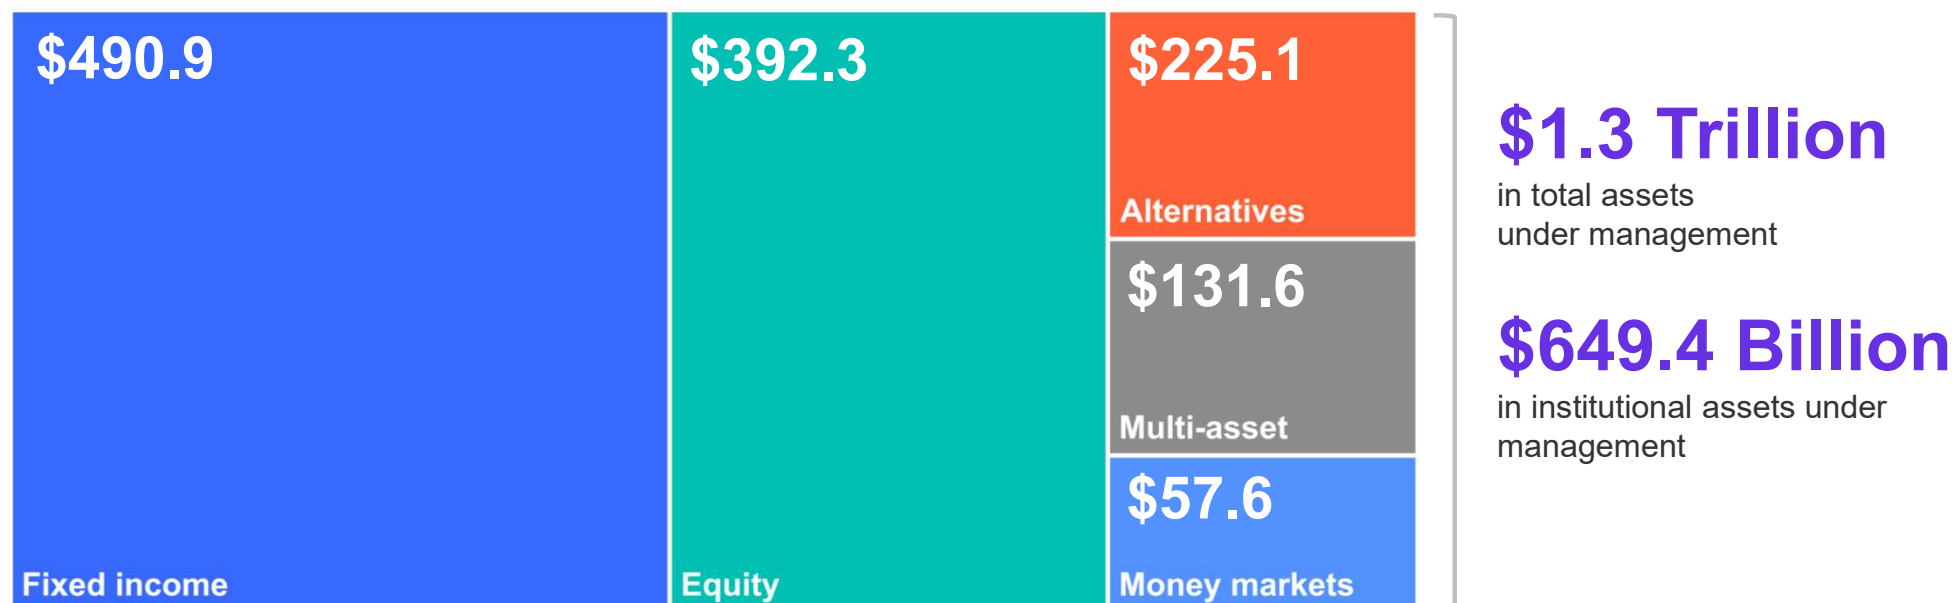 $490.9
Fixed income
$392.3
Equity
$225.1
Alternatives
$131.6
Multi-asset
$57.6
Money markets
$1.3 Trillion
in total assets
under management
$649.4 Billion
in institutional assets under
management